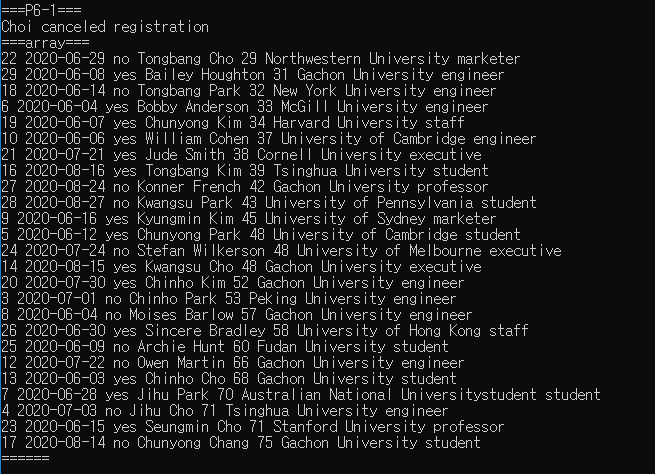 ===P6-1===
Choi canceled registration
===array===
22 2020-06-29 no Tongbang Cho 29 Northwestern University marketer
29 2020-06-08 yes Bailey Houghton 31 Gachon University engineer
18 2020-06-14 no Tongbang Park 32 New York University engineer
6 2020-06-04 yes Bobby Anderson 33 McGill University engineer
19 2020-06-07 yes Chunyong Kim 34 Harvard University staff
10 2020-06-06 yes William Cohen 37 University of Cambridge engineer
21 2020-07-21 yes Jude Smith 38 Cornell University executive
16 2020-08-16 yes Tongbang Kim 39 Tsinghua University student
27 2020-08-24 no Konner French 42 Gachon University professor
28 2020-08-27 no Kwangsu Park 43 University of Pennsylvania student
9 2020-06-16 yes Kyungmin Kim 45 University of Sydney marketer
5 2020-06-12 yes Chunyong Park 48 University of Cambridge student
24 2020-07-24 no Stefan Wilkerson 48 University of Melbourne executive
14 2020-08-15 yes Kwangsu Cho 48 Gachon University executive
20 2020-07-30 yes Chinho Kim 52 Gachon University engineer
3 2020-07-01 no Chinho Park 53 Peking University engineer
8 2020-06-04 no Moises Barlow 57 Gachon University engineer
26 2020-06-30 yes Sincere Bradley 58 University of Hong Kong staff
25 2020-06-09 no Archie Hunt 60 Fudan University student
12 2020-07-22 no Owen Martin 66 Gachon University engineer
13 2020-06-03 yes Chinho Cho 68 Gachon University student
7 2020-06-28 yes Jihu Park 70 Australian National Universitystudent student
4 2020-07-03 no Jihu Cho 71 Tsinghua University engineer
23 2020-06-15 yes Seungmin Cho 71 Stanford University professor
17 2020-08-14 no Chunyong Chang 75 Gachon University student
======